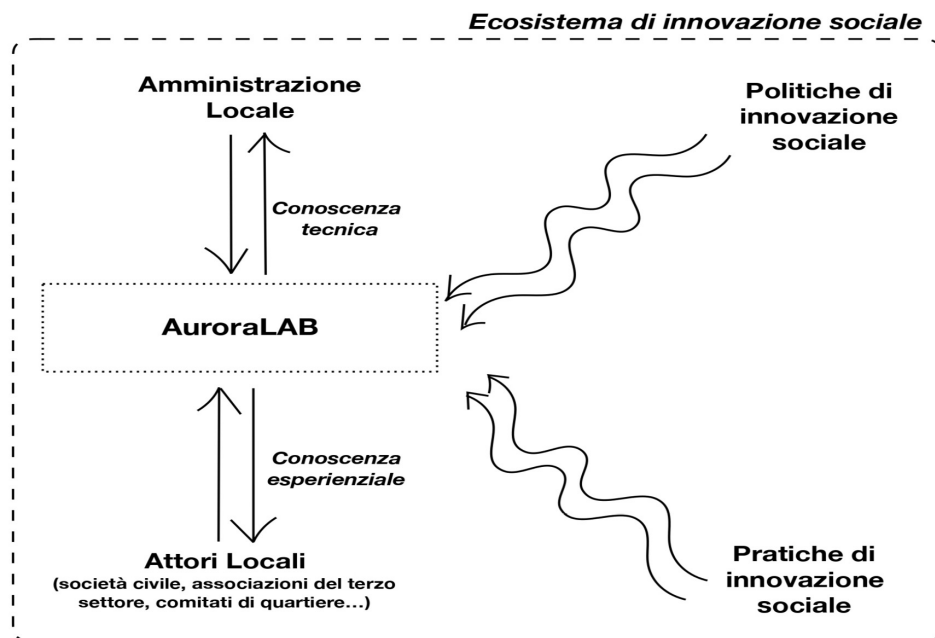 Ecosistema di innovazione sociale
Amministrazione
Locale
Politiche di
innovazione
sociale
Conoscenza
tecnica
AuroraLAB
Conoscenza
esperienziale
Attori Locali
(società civile, associazioni del terzo
settore, comitati di quartiere...)
Pratiche di
innovazione
sociale